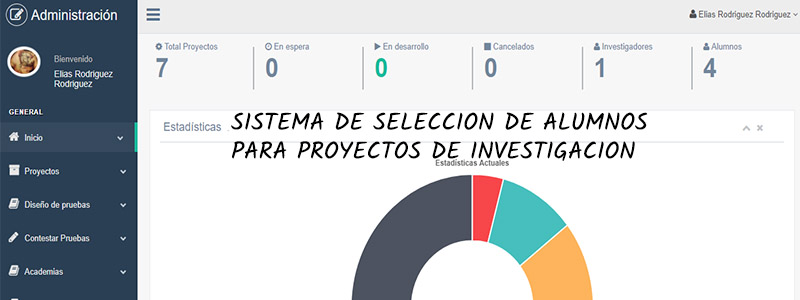 Administración
Elias Rodriguez Rodriguez
Bienvenido
Elias Rodriguez
Rodriguez
GENERAL
Inicio
Proyectos
Diseño de pruebas
Contestar Pruebas
Academias
Total Proyectos
7
En espera
0
En desarrollo
0
Cancelados
0
Investigadores
1
Alumnos
4
Estadísticas
SISTEMA DE SELECCION DE ALUMNOS
PARA PROYECTOS DE INVESTIGACION
Estadísticas Actuales